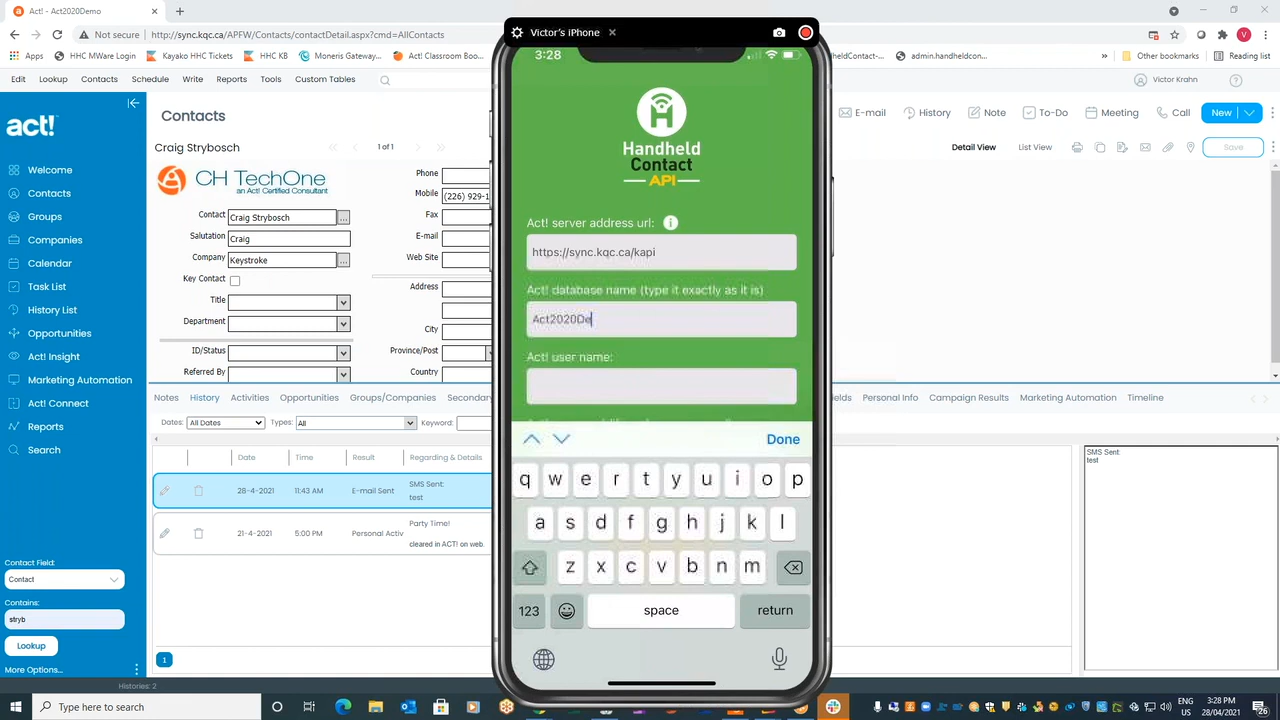 Act! - Act2020Demo
Not secure | http://sync.kqc.ca/APFW/Contacts/contactDetail.aspx?cmd=AllContacts
Apps
HHC MWare Login
Kayako HHC Tickets
HHC KB
Moneris Gateway...
Act! Classroom Boo...
ldContact-...
admin.handheldcon...
Other bookmarks
Reading list
Edit
Lookup
Contacts
Schedule
Write
Reports
Tools
Custom Tables
Victor Krahn
act!
Welcome
Contacts
Groups
Companies
Calendar
Task List
History List
Opportunities
Act! Insight
Marketing Automation
Act! Connect
Reports
Search
Contact Field:
Contact
Contains:
stryb
Lookup
More Options...
Contacts
E-mail
History
Note
To-Do
Meeting
Call
New
Craig Strybosch
1 of 1
Detail View
List View
Save
CH TechOne
an Act! Certified Consultant
Contact
Craig Strybosch
Salutation
Craig
Company
Keystroke
Key Contact
Title
Department
ID/Status
Referred By
Phone
Mobile
(226) 929-1
Fax
E-mail
Web Site
Address
City
Province/Post
Country
Notes
History
Activities
Opportunities
Groups/Companies
Secondary
elds
Personal Info
Campaign Results
Marketing Automation
Timeline
Dates:
All Dates
Types:
All
Keyword:
Date
Time
Result
Regarding & Details
28-4-2021
11:43 AM
E-mail Sent
SMS Sent:
test
21-4-2021
5:00 PM
Personal Activ
Party Time!
cleared in ACT! on web.
SMS Sent:
test
1
Histories: 2
Victor's iPhone
3:28
Handheld
Contact
API
Act! server address url:
https://sync.kqc.ca/kapi
Act! database name (type it exactly as it is)
Act2020De
Act! user name:
Done
q w e r t y u i o p
a s d f g h j k l
z x c v b n m
123
space
return
Type here to search
ENG
US
3:28 PM
28/04/2021